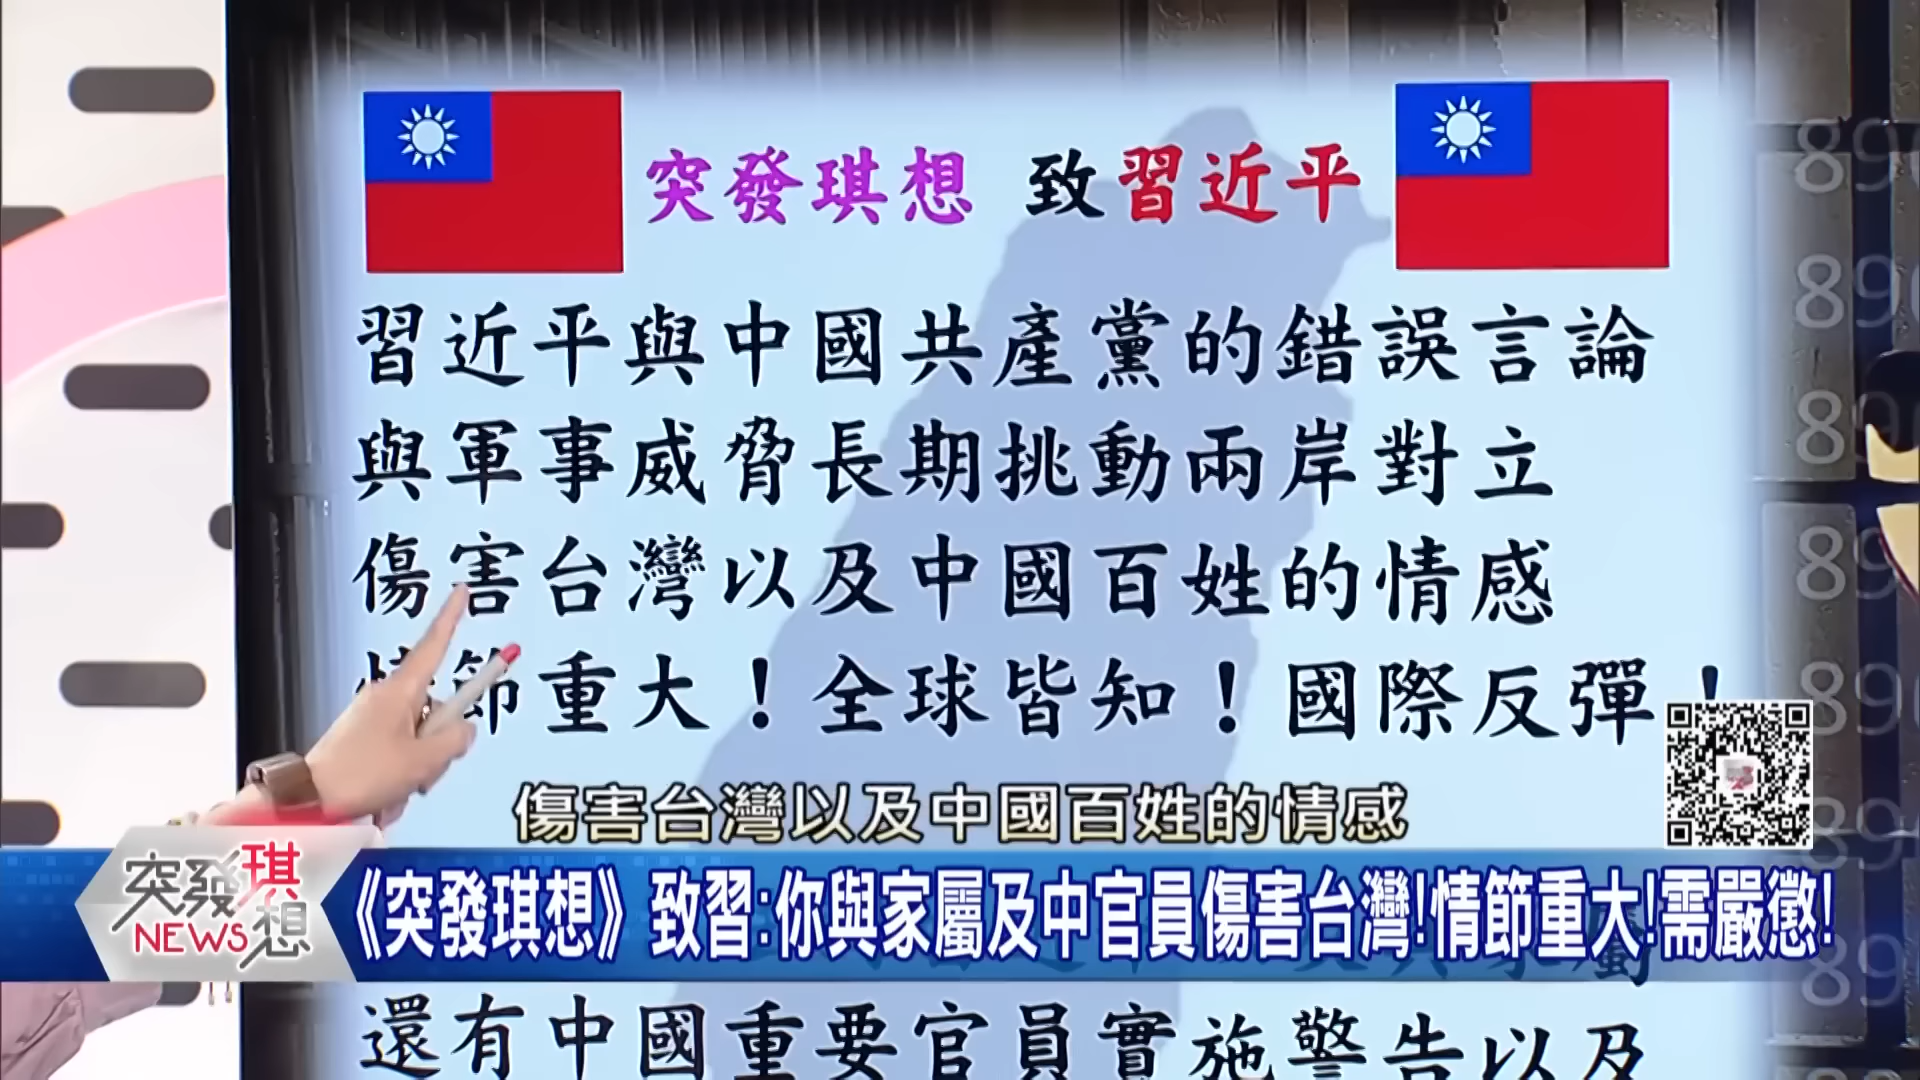 突發琪想 致習近平
習近平與中國共產黨的錯誤言論
與軍事威脅長期挑動兩岸對立
傷害台灣以及中國百姓的情感
情節重大！全球皆知！國際反彈！
傷害台灣以及中國百姓的情感
突發琪想
NEWS
《突發琪想》致習:你與家屬及中官員傷害台灣!情節重大!需嚴懲!
還有中國重要官員實施警告以及